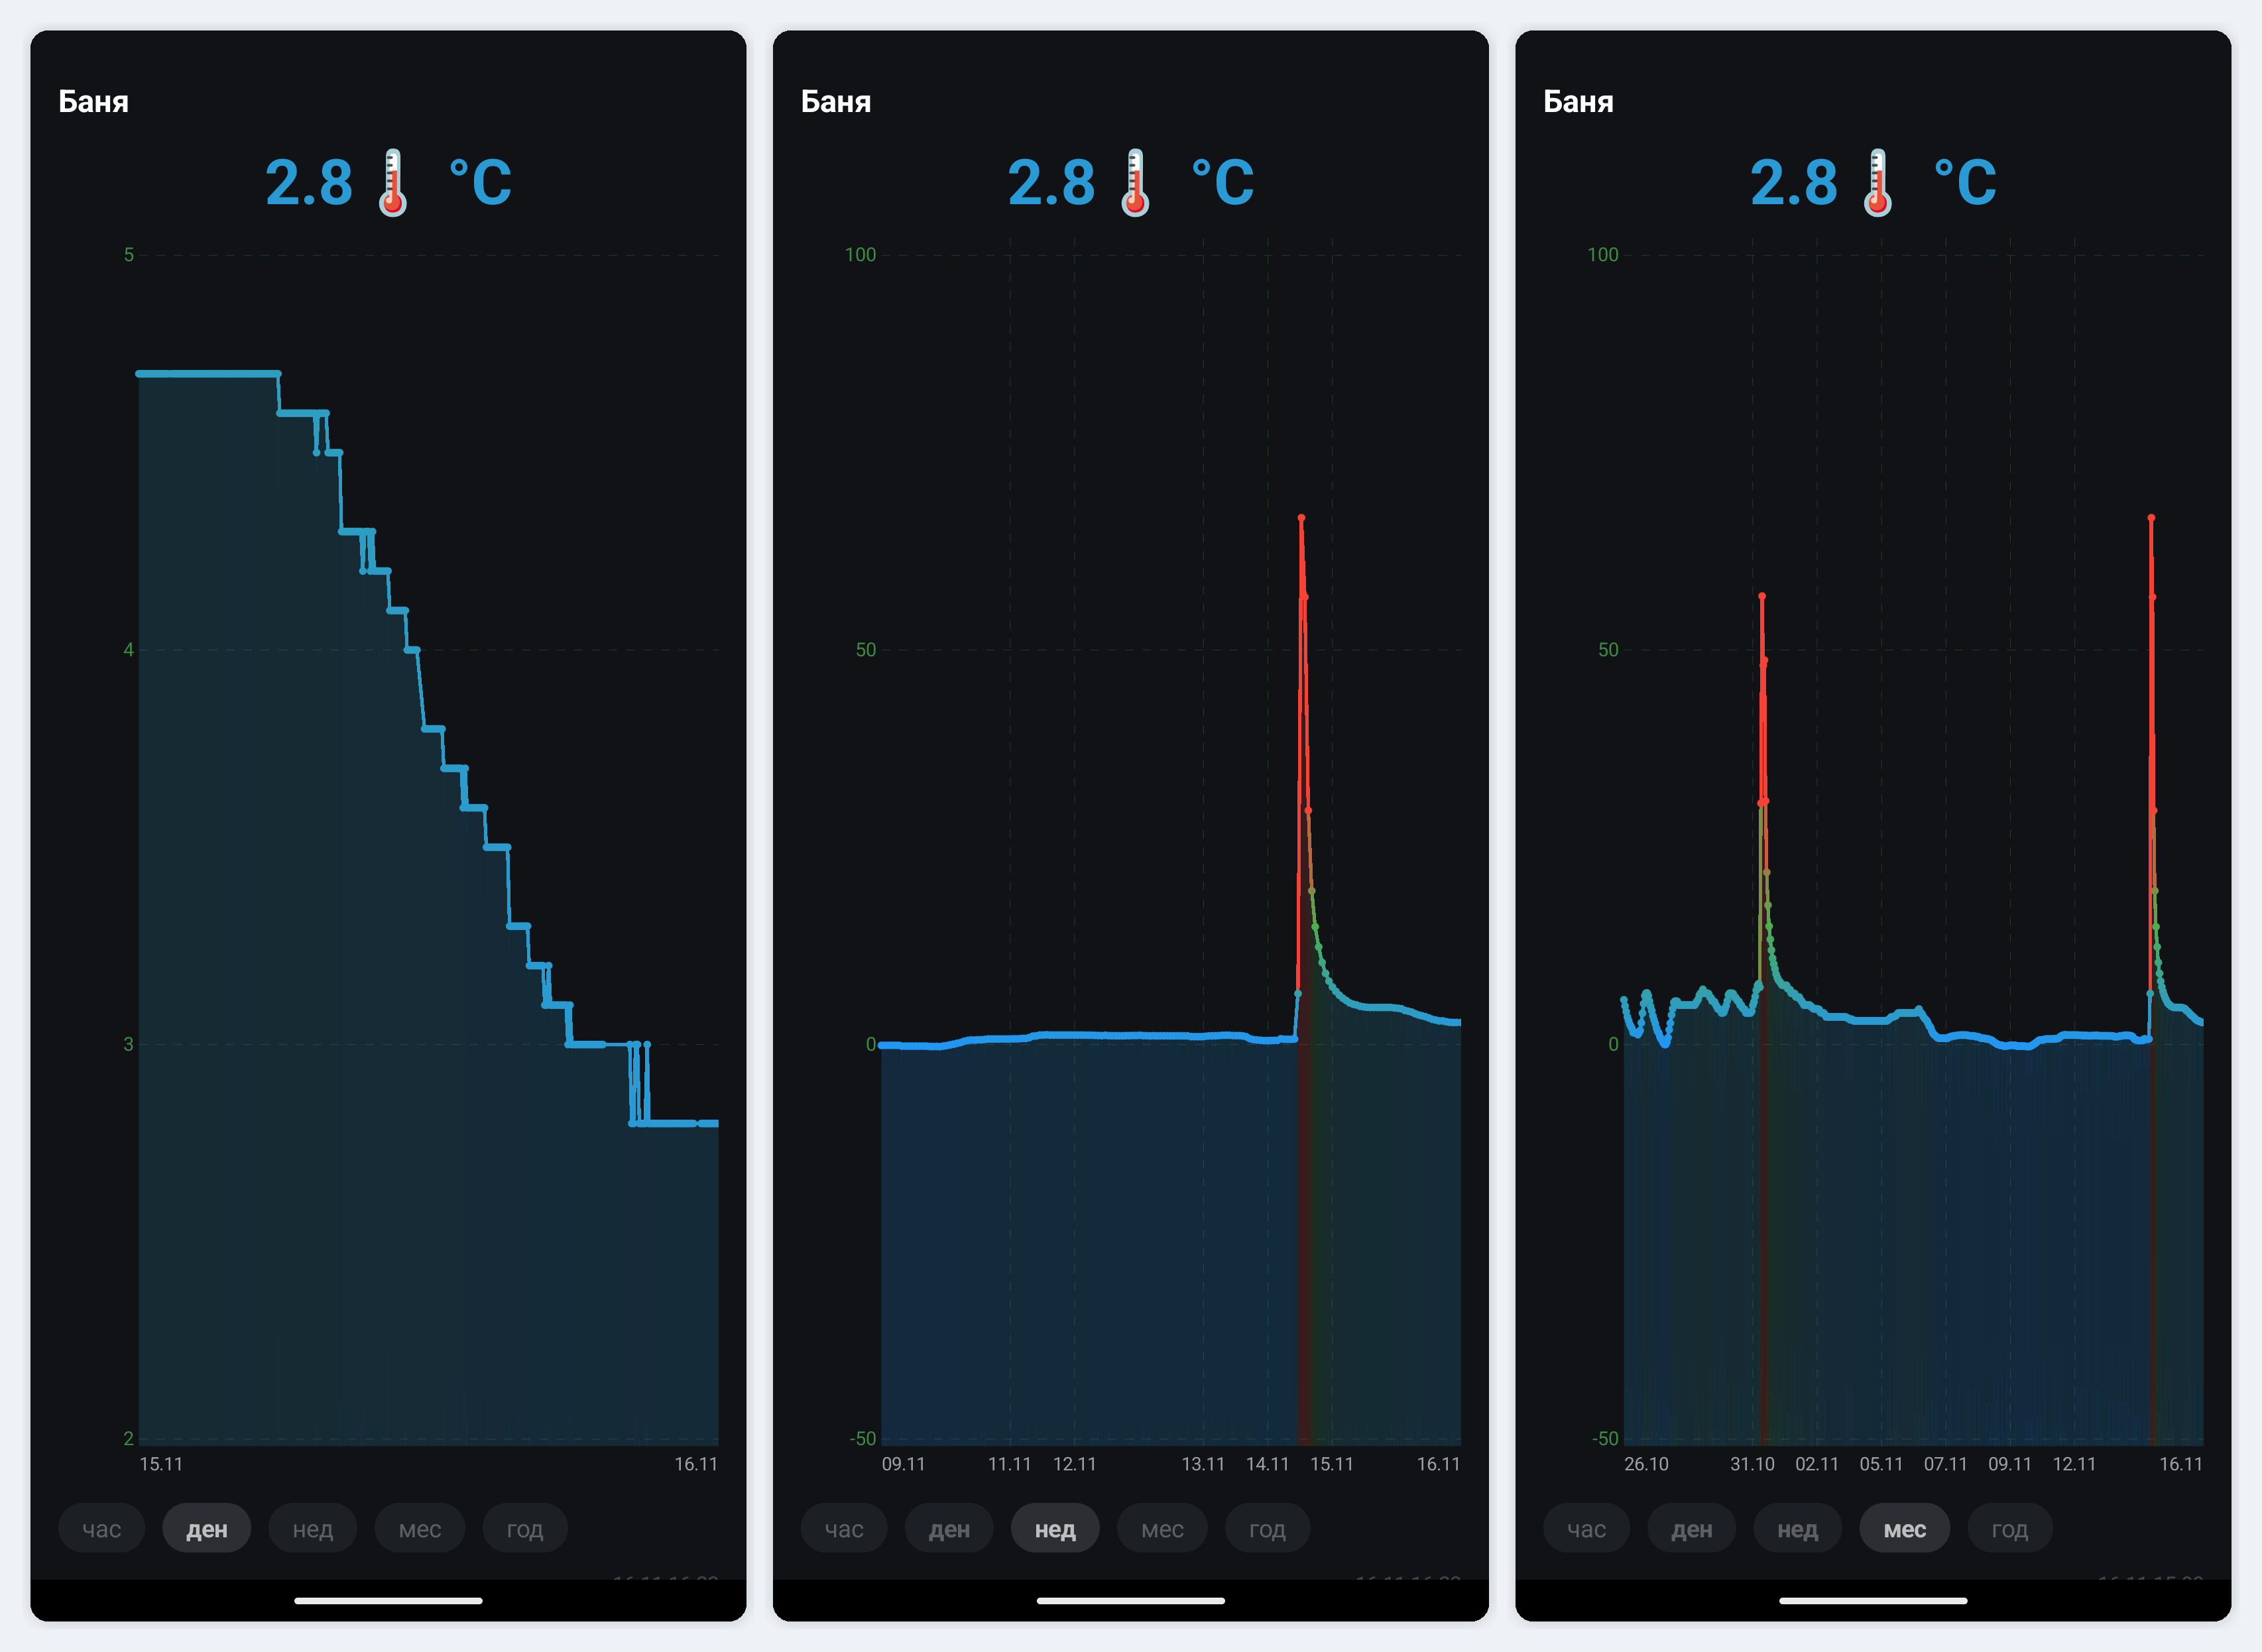 Баня
2.8🌡️ °C
5
4
3
2
15.11 16.11
час ден нед мес год
Баня
2.8🌡️ °C
100
50
0
-50
09.11 11.11 12.11 13.11 14.11 15.11 16.11
час ден нед мес год
Баня
2.8🌡️ °C
100
50
0
-50
26.10 31.10 02.11 05.11 07.11 09.11 12.11 16.11
час ден нед мес год